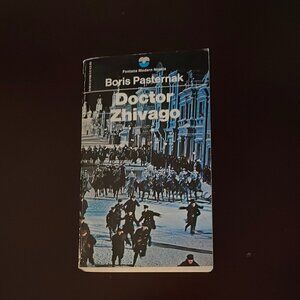 Fontana Modern Novels
Boris Pasternak
Doctor
Zhivago